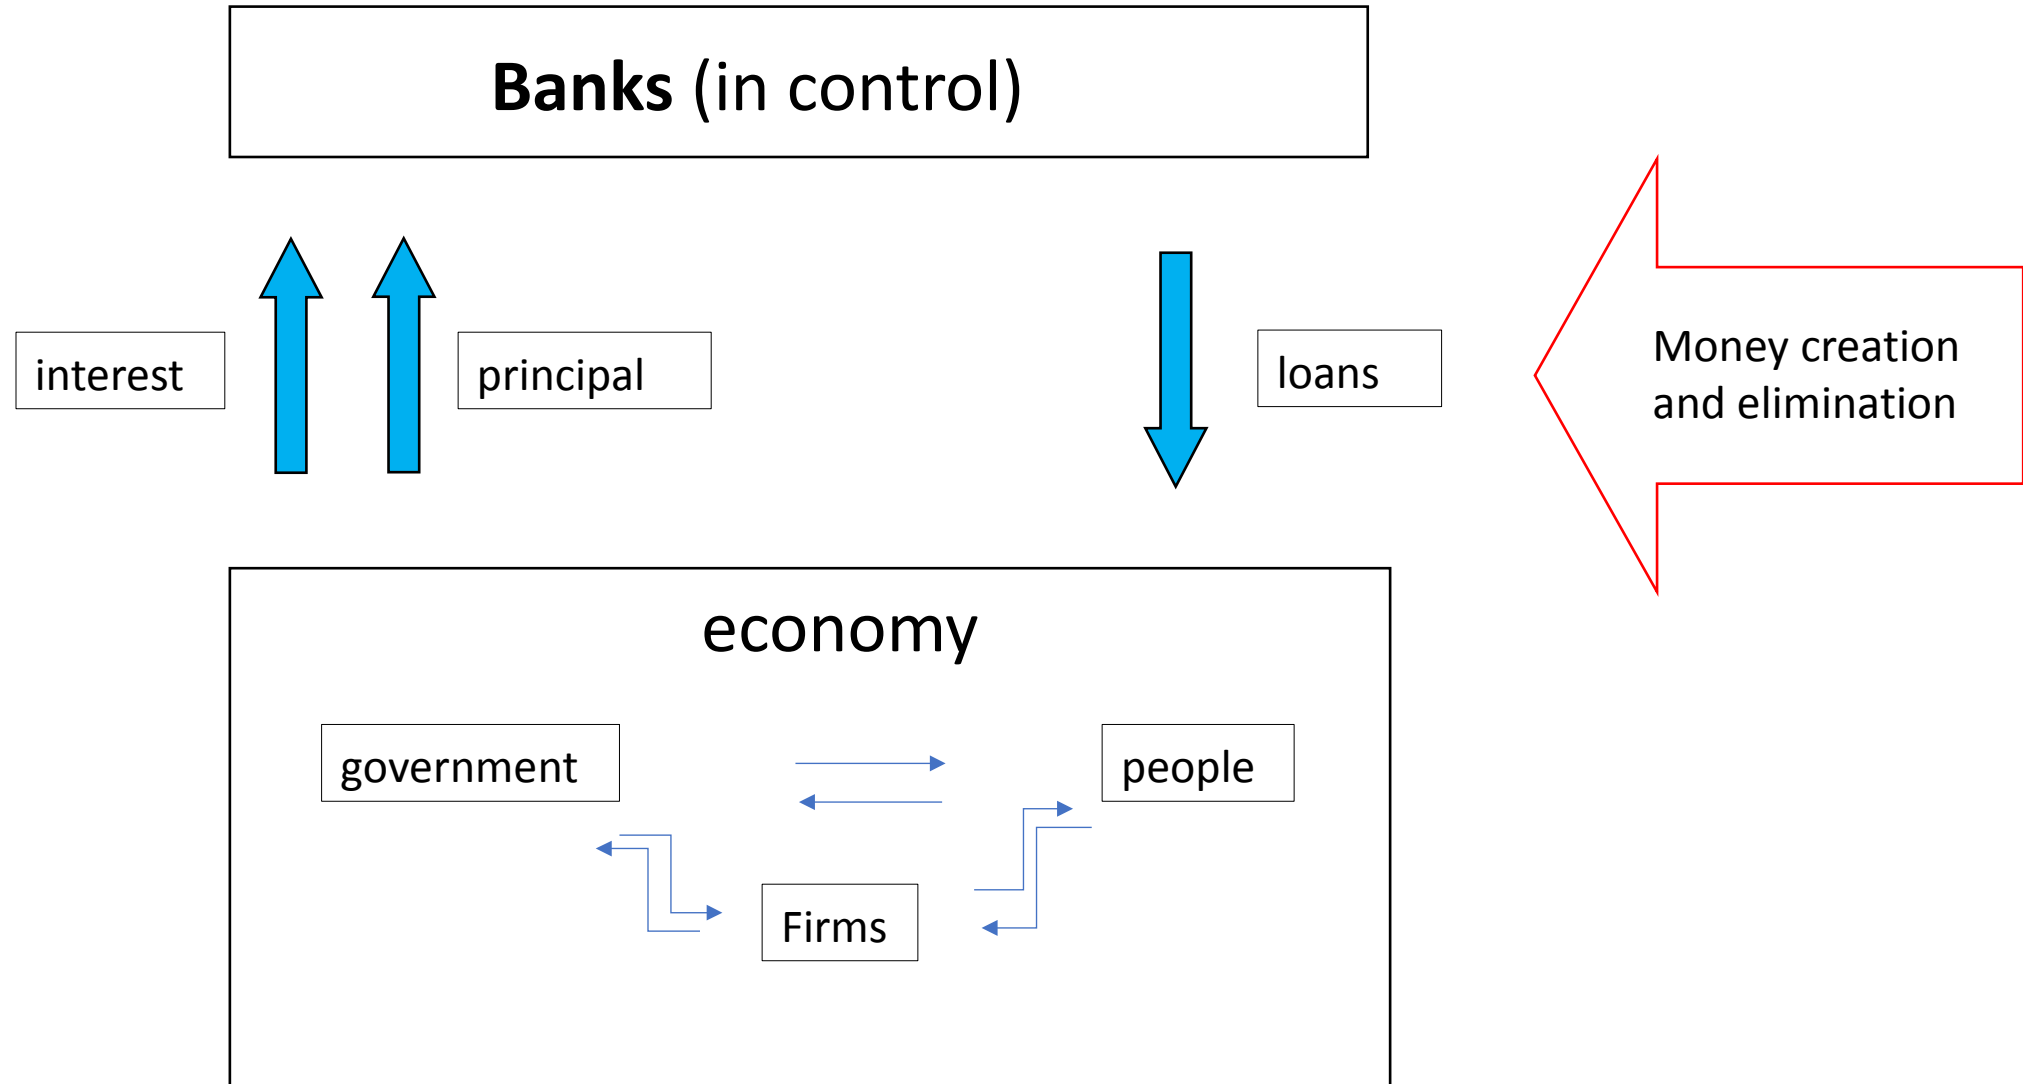 Banks (in control)
interest
principal
loans
Money creation
and elimination
economy
government
people
Firms